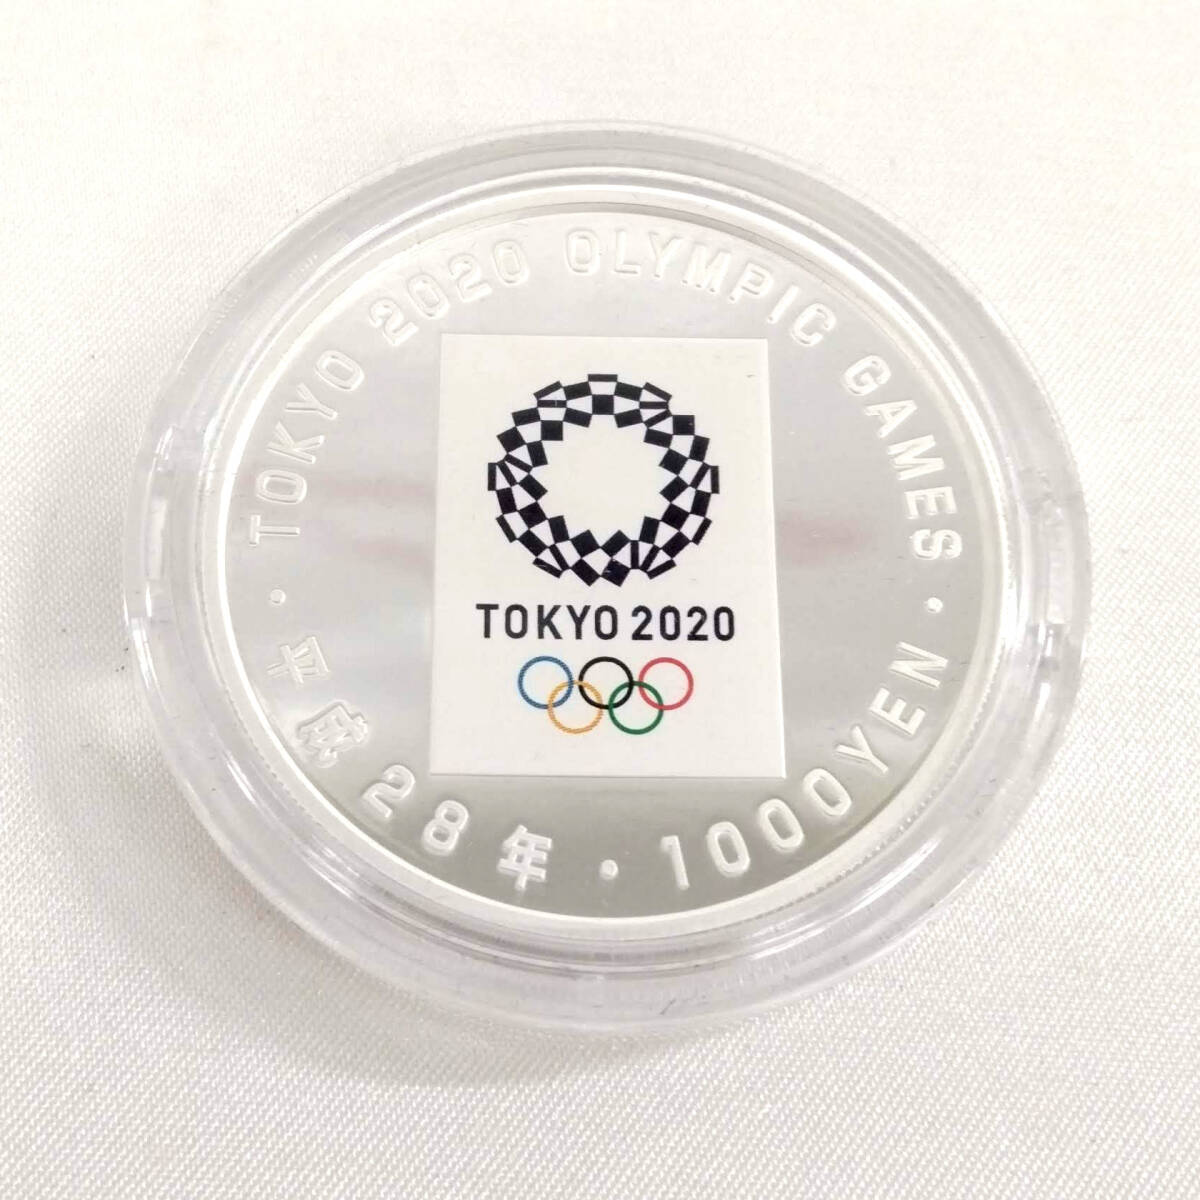 TOKYO 2020 OLYMPIC GAMES
TOKYO 2020
平成28年・1000YEN